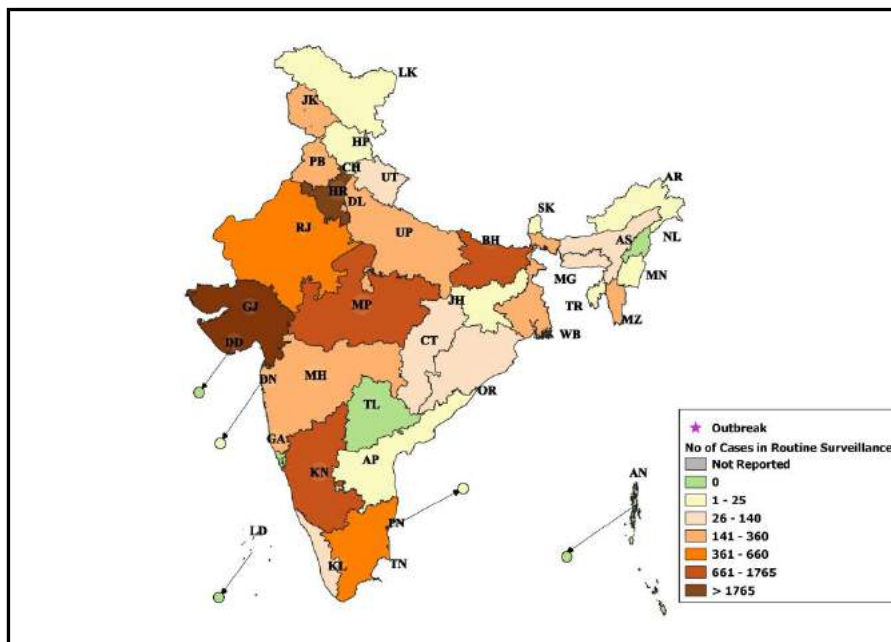 LK
JK
HP
PB
CH
UT
HR
DL
AR
SK
RJ
UP
BH
AS
NL
MG
MN
GJ
MP
JH
TR
MZ
WB
CT
DD
DN
MH
OR
TL
GA
AP
KN
AN
PN
LD
KL
TN
Outbreak
No of Cases in Routine Surveillance
Not Reported
0
1 - 25
26 - 140
141 - 360
361 - 660
661 - 1765
> 1765